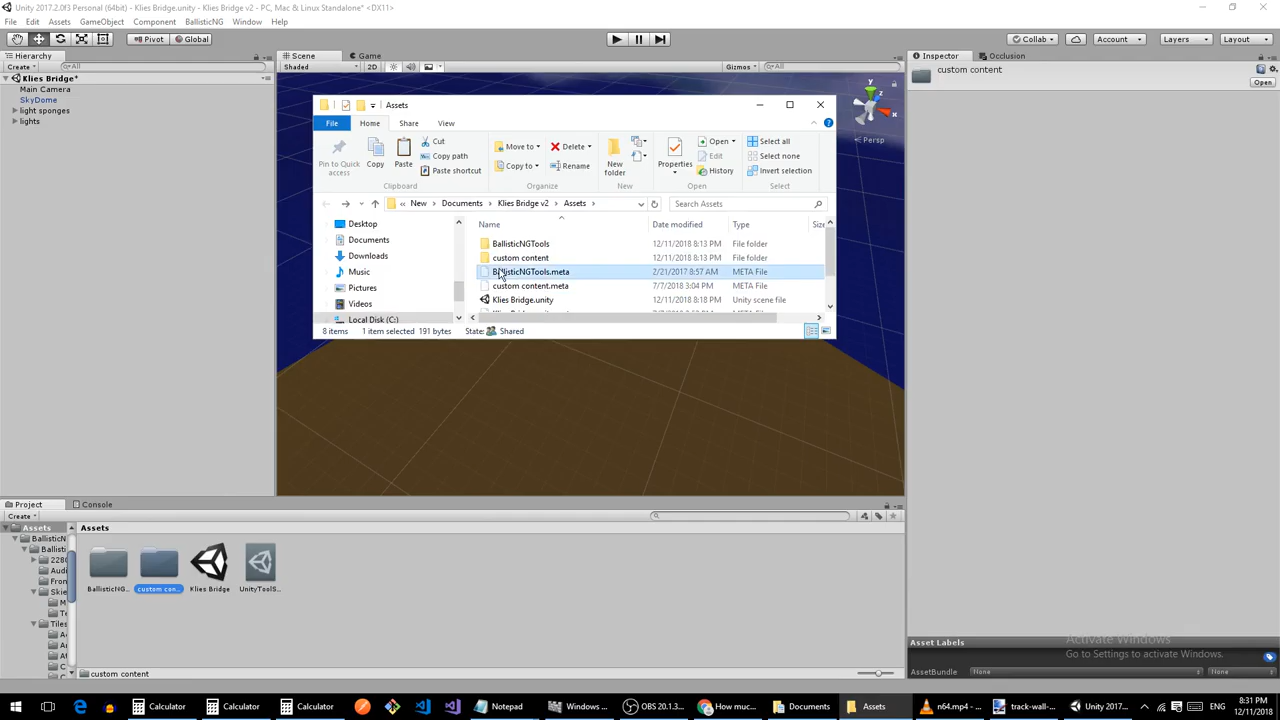 Unity 2017.2.0f3 Personal (64bit) - Klies Bridge.unity - Klies Bridge v2 - PC, Mac & Linux Standalone* <DX11>
File Edit Assets GameObject Component BallisticNG Window Help
Pivot Global Collab Account Layers Layout
Hierarchy Scene Game Inspector Occlusion
Create All Shaded 2D Gizmos All custom content
Open
Klies Bridge*
Main Camera
SkyDome
light sponges
lights
y
z
x
Persp
Assets
File Home Share View
Pin to Quick access Copy Paste Cut Copy path Paste shortcut
Move to Copy to Delete Rename New folder
Properties Open Edit History Select all Select none Invert selection
Clipboard Organize New Open Select
« New Documents Klies Bridge v2 Assets Search Assets
Desktop
Documents
Downloads
Music
Pictures
Videos
Local Disk (C:)
Name Date modified Type Size
BallisticNGTools 12/11/2018 8:13 PM File folder
custom content 12/11/2018 8:13 PM File folder
BallisticNGTools.meta 2/21/2017 8:57 AM META File
custom content.meta 7/7/2018 3:04 PM META File
Klies Bridge.unity 12/11/2018 8:18 PM Unity scene file
8 items 1 item selected 191 bytes State: Shared
Project Console
Create
Assets Assets
BallisticN
Ballisti
2280
Audi
Fron
Skie
M
T
Tiles
A
A
A
C
BallisticNG... custom con... Klies Bridge UnityToolS...
custom content
Asset Labels
AssetBundle None None
Activate Windows
Go to Settings to activate Windows.
Calculator Calculator Calculator Notepad Windows ... OBS 20.1.3... How muc... Documents Assets n64.mp4 - ... track-wall-... Unity 2017... ENG 8:31 PM 12/11/2018